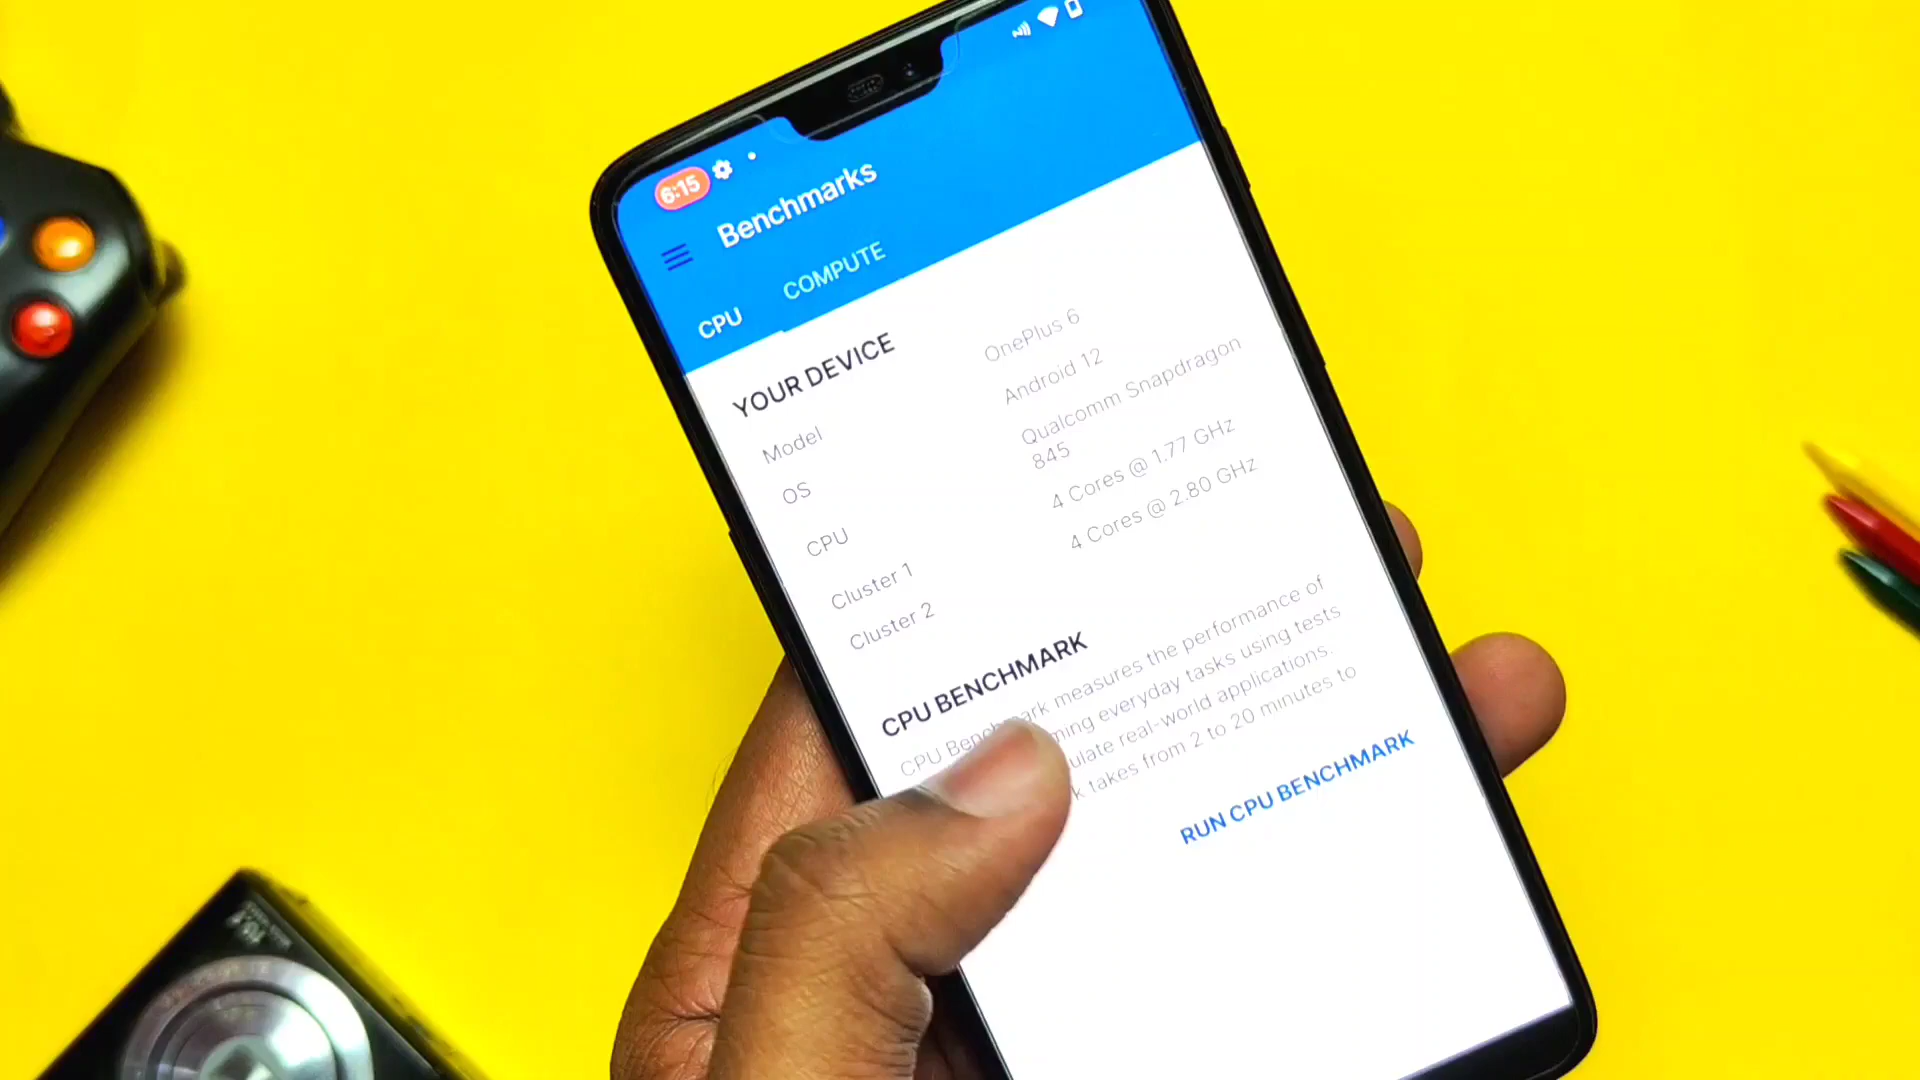 6:15
Benchmarks
CPU COMPUTE
YOUR DEVICE
Model OnePlus 6
OS Android 12
CPU Qualcomm Snapdragon
845
Cluster 1 4 Cores @ 1.77 GHz
Cluster 2 4 Cores @ 2.80 GHz
CPU BENCHMARK
CPU Benchmark measures the performance of
everyday tasks using tests
real-world applications.
takes from 2 to 20 minutes to
RUN CPU BENCHMARK